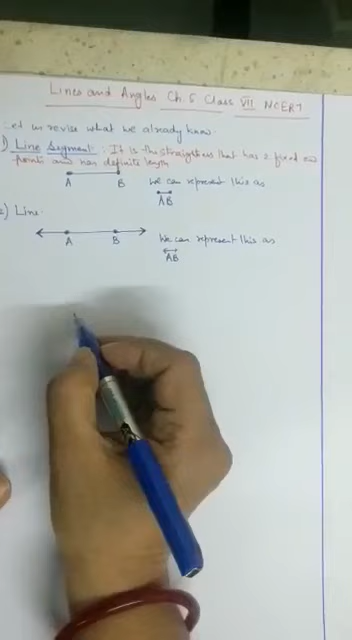 Lines and Angles Ch. 5 Class VII NCERT
Let us revise what we already know
1) Line Segment : It is the straightness that has 2 fixed end
points and has definite length
A B We can represent this as
AB
2) Line:
A B We can represent this as
AB